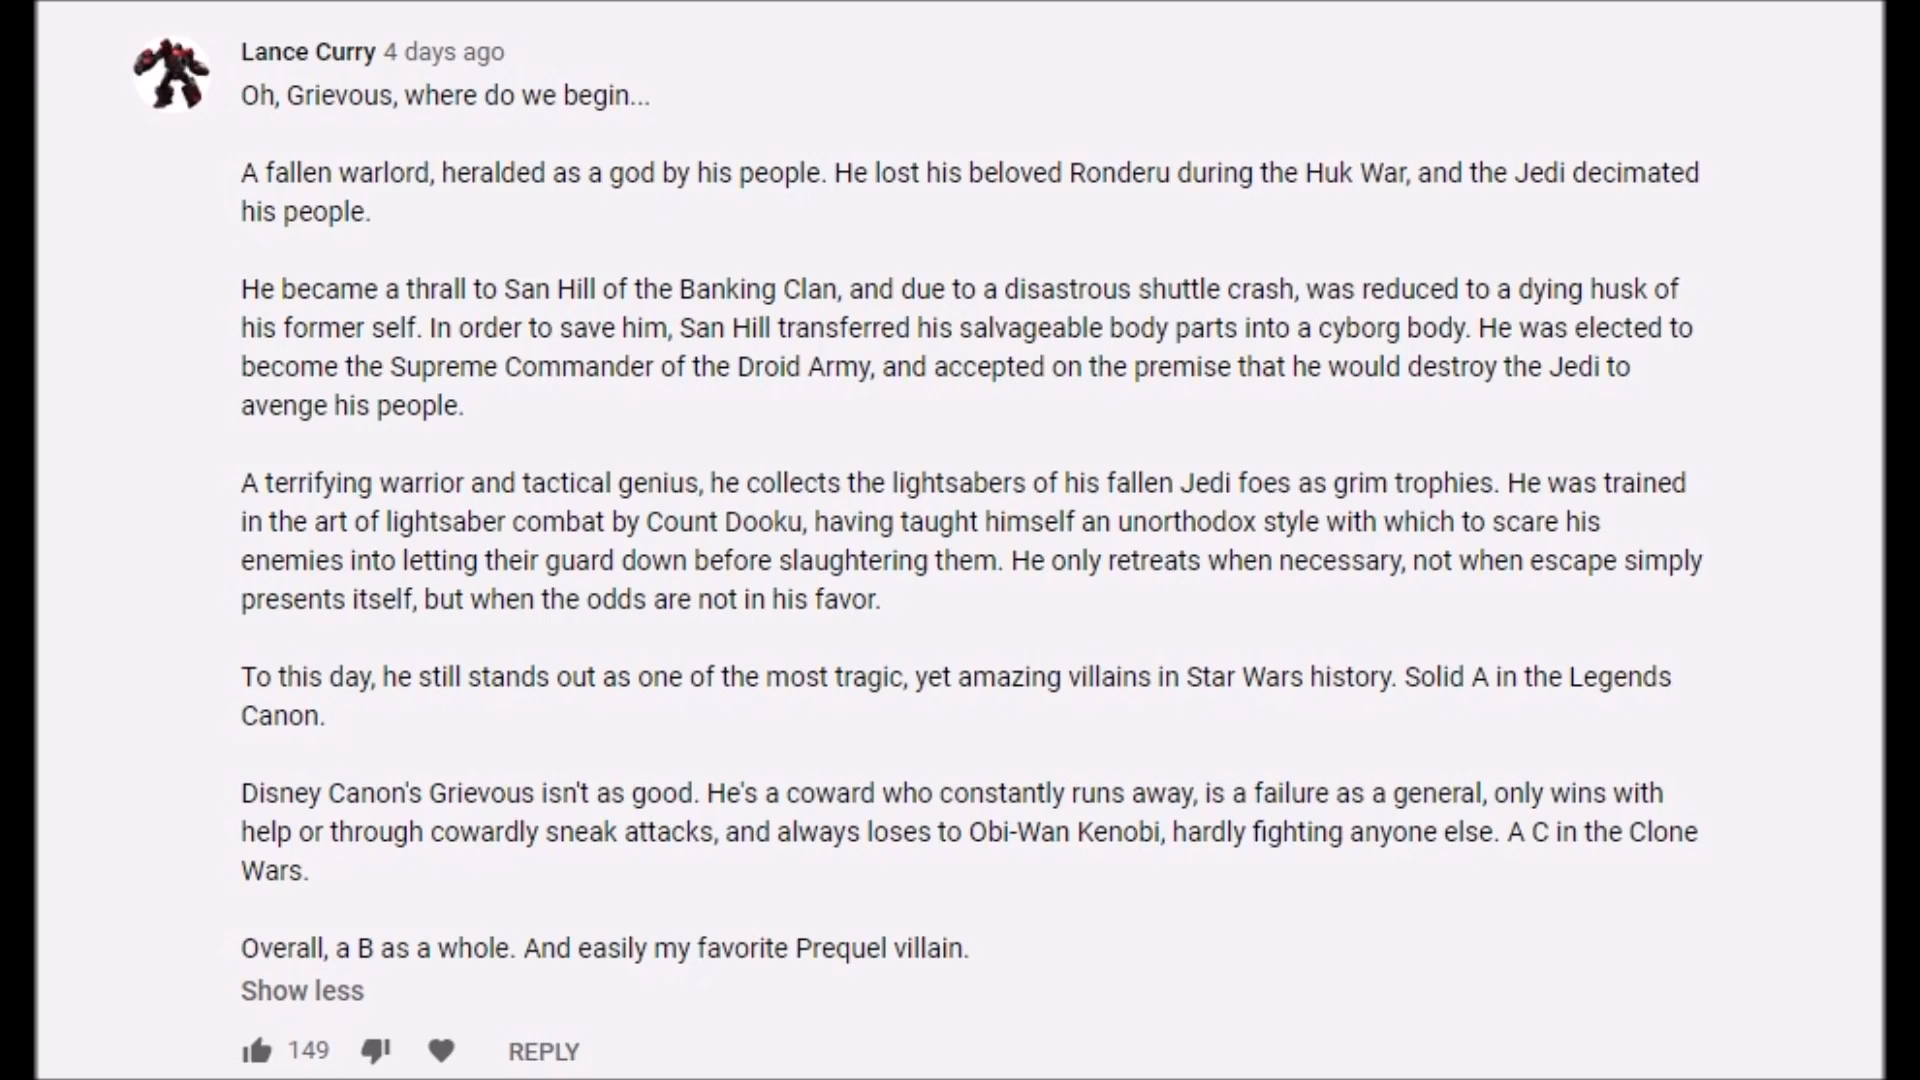 Lance Curry 4 days ago
Oh, Grievous, where do we begin...
A fallen warlord, heralded as a god by his people. He lost his beloved Ronderu during the Huk War, and the Jedi decimated
his people.
He became a thrall to San Hill of the Banking Clan, and due to a disastrous shuttle crash, was reduced to a dying husk of
his former self. In order to save him, San Hill transferred his salvageable body parts into a cyborg body. He was elected to
become the Supreme Commander of the Droid Army, and accepted on the premise that he would destroy the Jedi to
avenge his people.
A terrifying warrior and tactical genius, he collects the lightsabers of his fallen Jedi foes as grim trophies. He was trained
in the art of lightsaber combat by Count Dooku, having taught himself an unorthodox style with which to scare his
enemies into letting their guard down before slaughtering them. He only retreats when necessary, not when escape simply
presents itself, but when the odds are not in his favor.
To this day, he still stands out as one of the most tragic, yet amazing villains in Star Wars history. Solid A in the Legends
Canon.
Disney Canon's Grievous isn't as good. He's a coward who constantly runs away, is a failure as a general, only wins with
help or through cowardly sneak attacks, and always loses to Obi-Wan Kenobi, hardly fighting anyone else. A C in the Clone
Wars.
Overall, a B as a whole. And easily my favorite Prequel villain.
Show less
149 REPLY